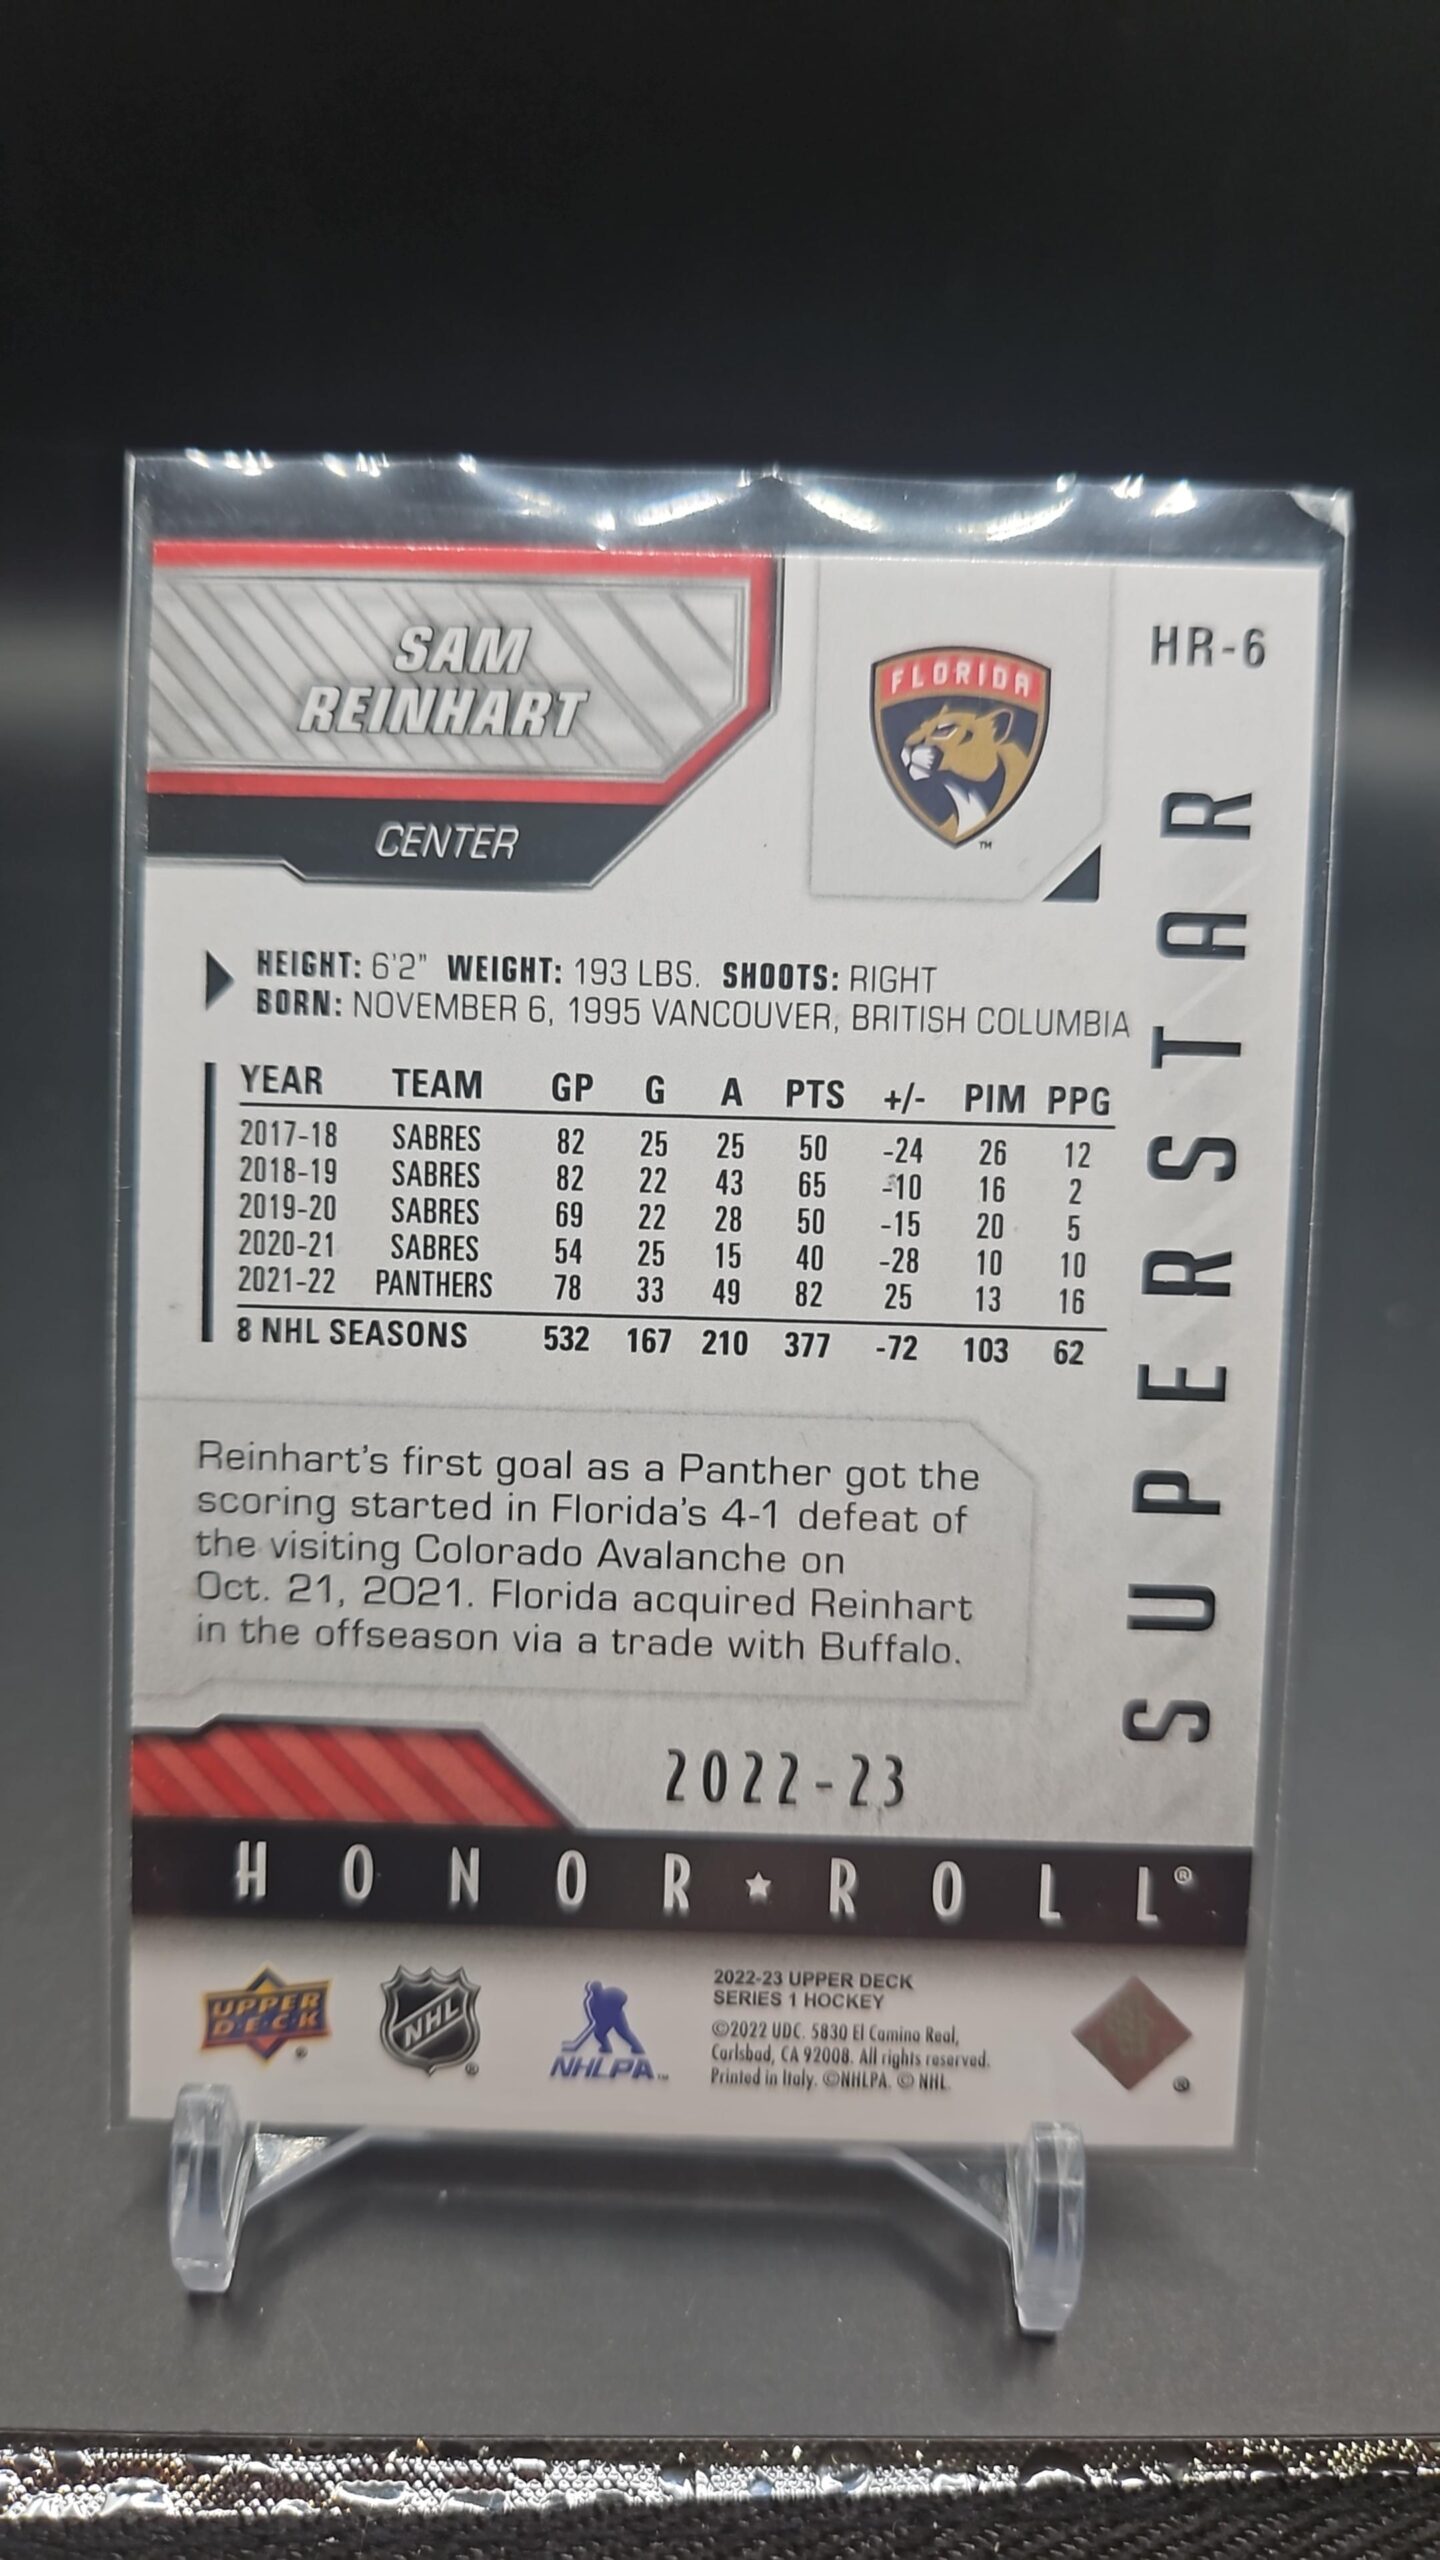 SAM
REINHART
CENTER
FLORIDA
TM
HR-6
SUPERSTAR
HEIGHT: 6'2" WEIGHT: 193 LBS. SHOOTS: RIGHT
BORN: NOVEMBER 6, 1995 VANCOUVER, BRITISH COLUMBIA
YEAR TEAM GP G A PTS +/- PIM PPG
2017-18 SABRES 82 25 25 50 -24 26 12
2018-19 SABRES 82 22 43 65 -10 16 2
2019-20 SABRES 69 22 28 50 -15 20 5
2020-21 SABRES 54 25 15 40 -28 10 10
2021-22 PANTHERS 78 33 49 82 25 13 16
8 NHL SEASONS 532 167 210 377 -72 103 62
Reinhart's first goal as a Panther got the
scoring started in Florida's 4-1 defeat of
the visiting Colorado Avalanche on
Oct. 21, 2021. Florida acquired Reinhart
in the offseason via a trade with Buffalo.
2022-23
HONOR ★ ROLL®
UPPER
DECK
®
NHL
®
NHLPA™
2022-23 UPPER DECK
SERIES 1 HOCKEY
©2022 UDC. 5830 El Camino Real,
Carlsbad, CA 92008. All rights reserved.
Printed in Italy. ©NHLPA. © NHL.
®